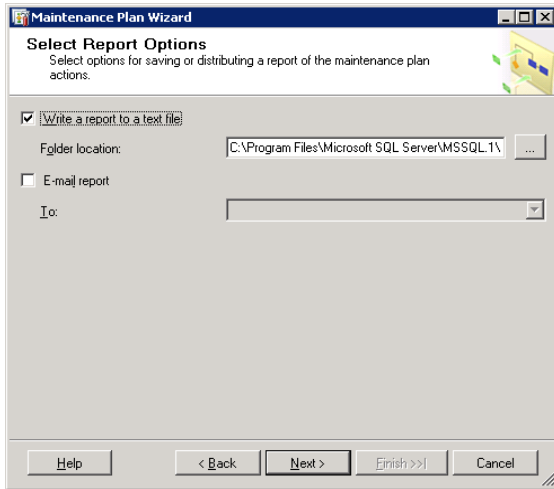 Maintenance Plan Wizard
Select Report Options
Select options for saving or distributing a report of the maintenance plan
actions.
Write a report to a text file
Folder location:
C:\Program Files\Microsoft SQL Server\MSSQL.1\
...
E-mail report
To:
Help
< Back
Next >
Finish >>|
Cancel